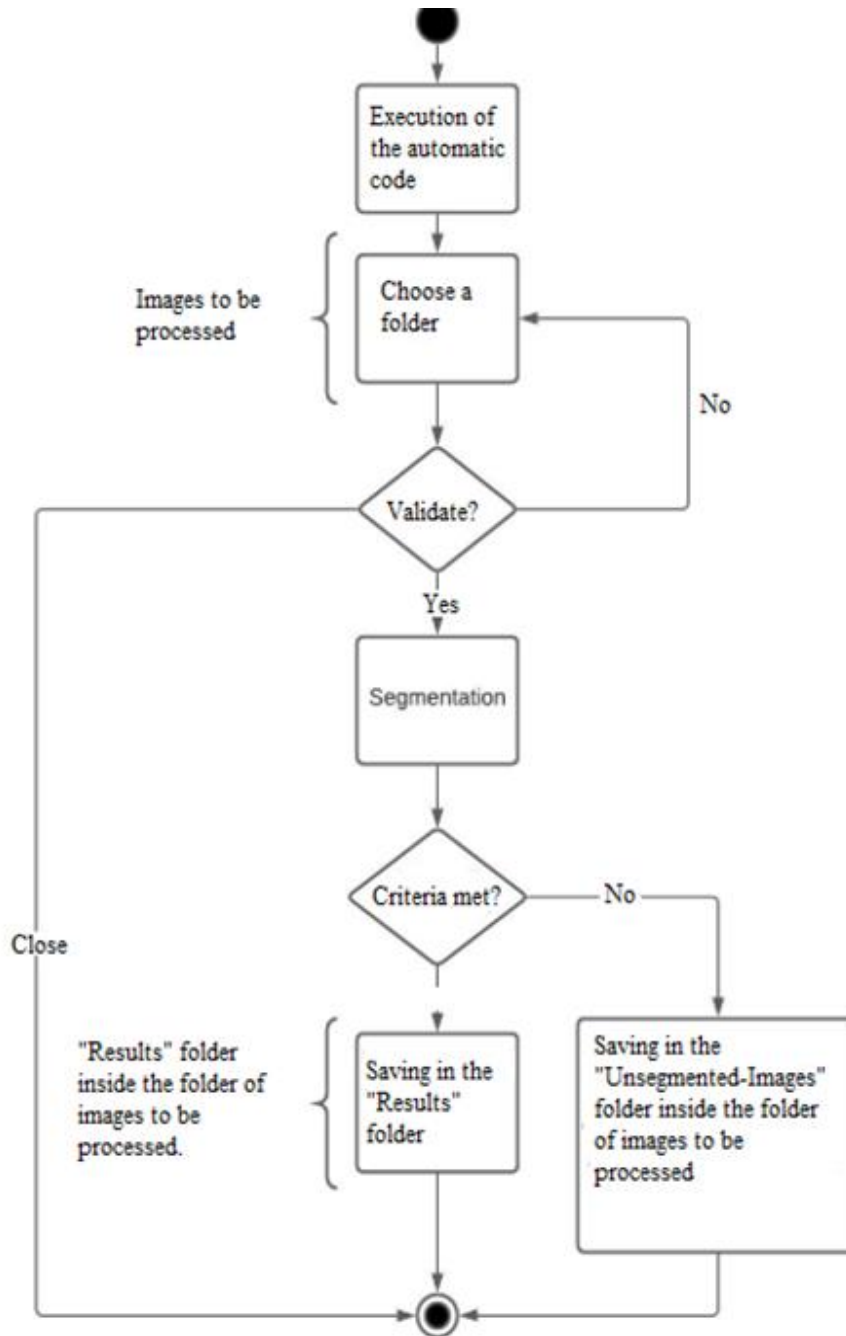 Execution of
the automatic
code
Images to be
processed
Choose a
folder
No
Validate?
Yes
Segmentation
Criteria met?
No
Close
"Results" folder
inside the folder of
images to be
processed.
Saving in the
"Results"
folder
Saving in the
"Unsegmented-Images"
folder inside the folder
of images to be
processed